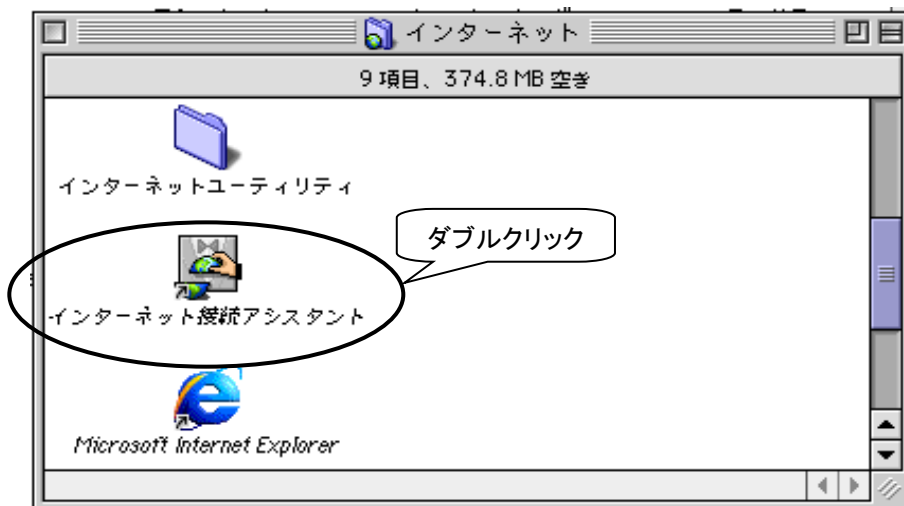 インターネット
9 項目、374.8 MB 空き
インターネットユーティリティ
ダブルクリック
インターネット接続アシスタント
Microsoft Internet Explorer